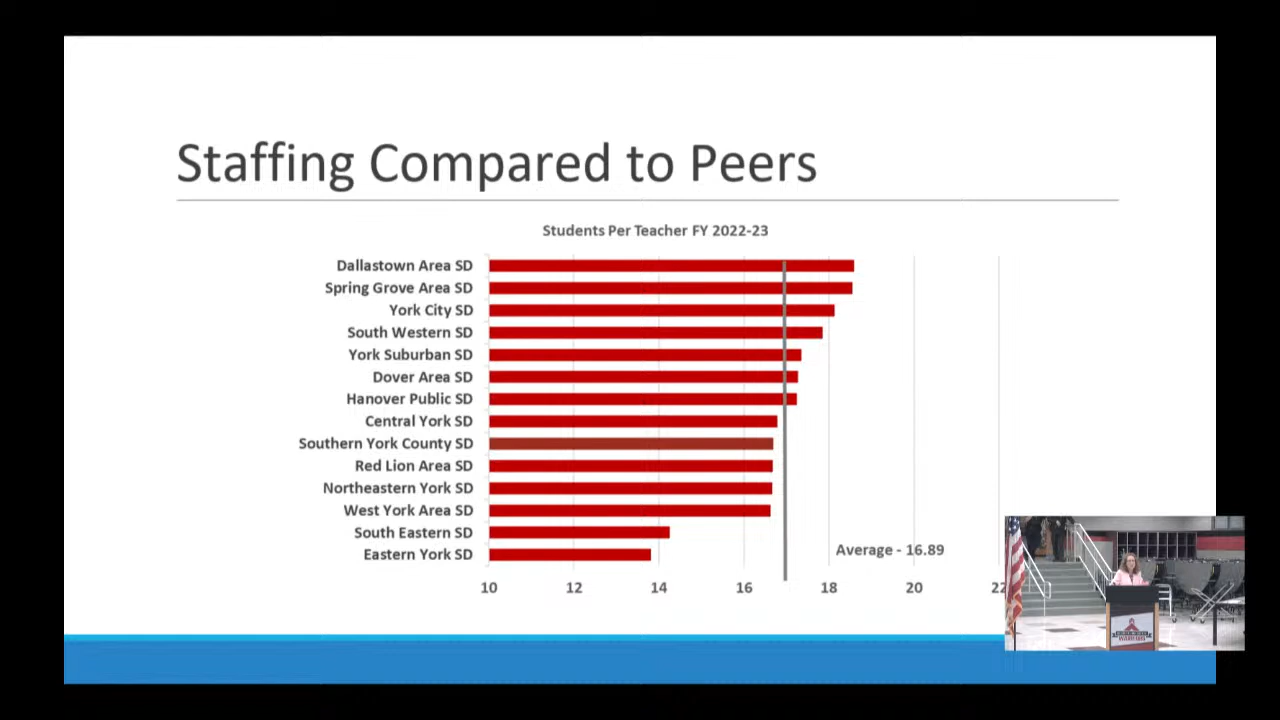 Staffing Compared to Peers
Students Per Teacher FY 2022-23
Dallastown Area SD
Spring Grove Area SD
York City SD
South Western SD
York Suburban SD
Dover Area SD
Hanover Public SD
Central York SD
Southern York County SD
Red Lion Area SD
Northeastern York SD
West York Area SD
South Eastern SD
Eastern York SD
Average - 16.89
10 12 14 16 18 20 22
WARRIORS